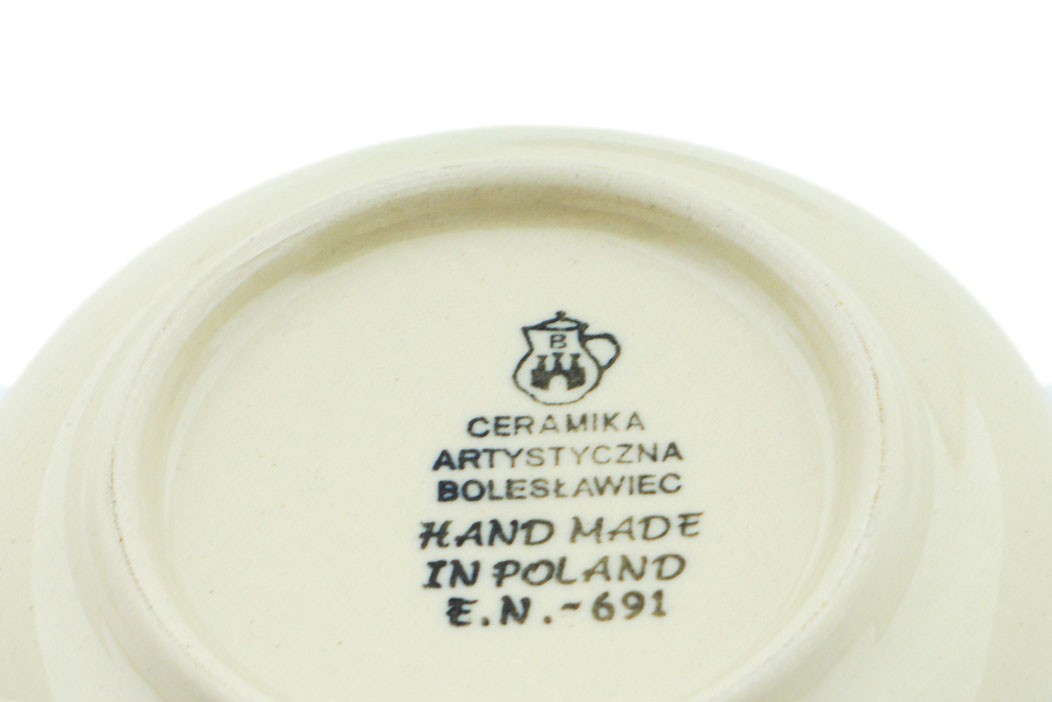 B
CERAMIKA
ARTYSTYCZNA
BOLESŁAWIEC
HAND MADE
IN POLAND
E.N.-691